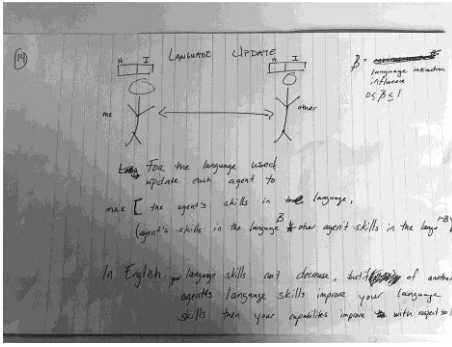 19
LANGUAGE UPDATE
A I
A I
β =
language interaction
influence
0 ≤ β ≤ 1
me
other
For the language used
update each agent to
max [ the agent's skills in the language,
(agent's skills in the language^β * other agent skills in the lang
In English, your language skills can't decrease, but if of another
agent's language skills improve your language
skills then your capabilities improve with respect to